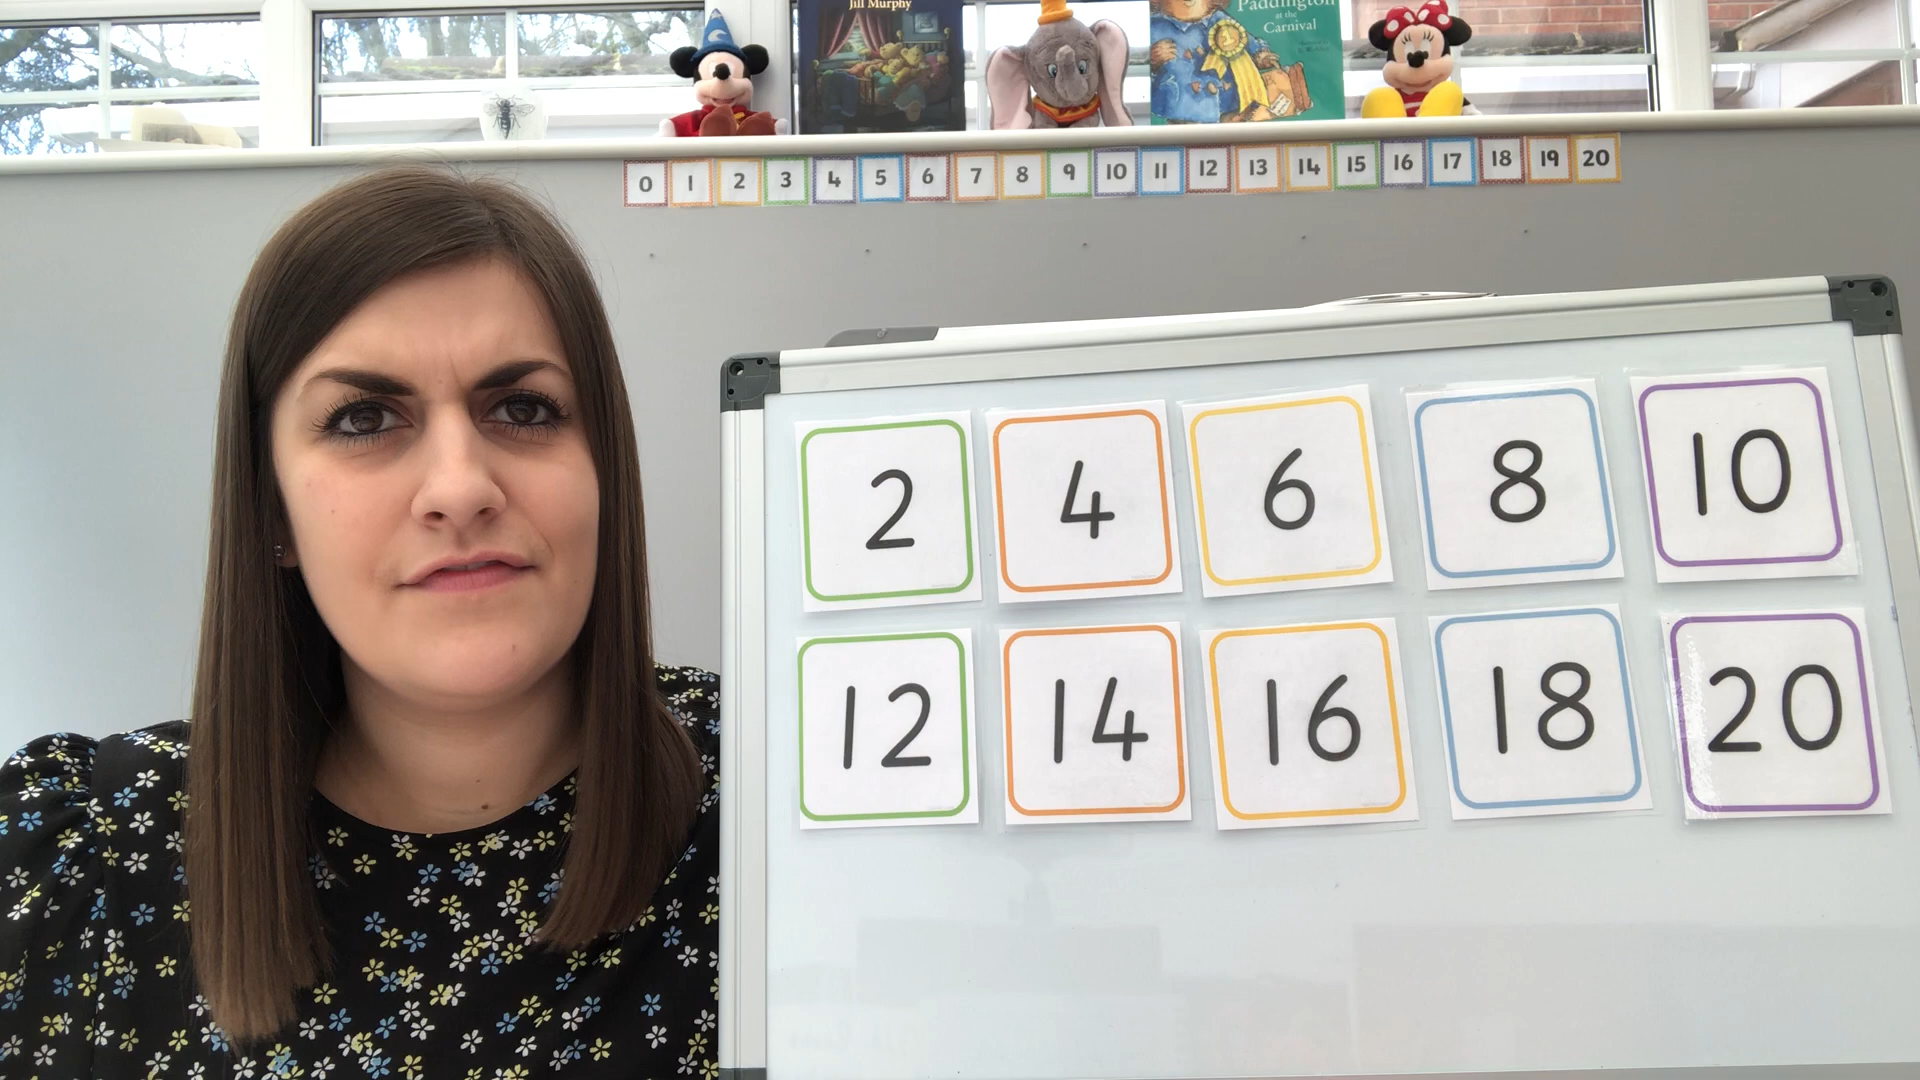 Jill Murphy
Paddington
at the
Carnival
0 1 2 3 4 5 6 7 8 9 10 11 12 13 14 15 16 17 18 19 20
2 4 6 8 10
12 14 16 18 20